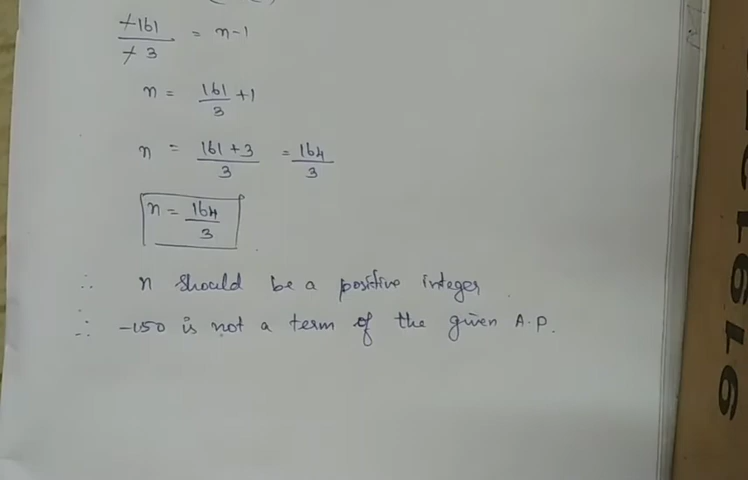 -161/-3 = n-1
n = 161/3 + 1
n = 161+3/3 = 164/3
n = 164/3
∴ n should be a positive integer
∴ -150 is not a term of the given A.P.